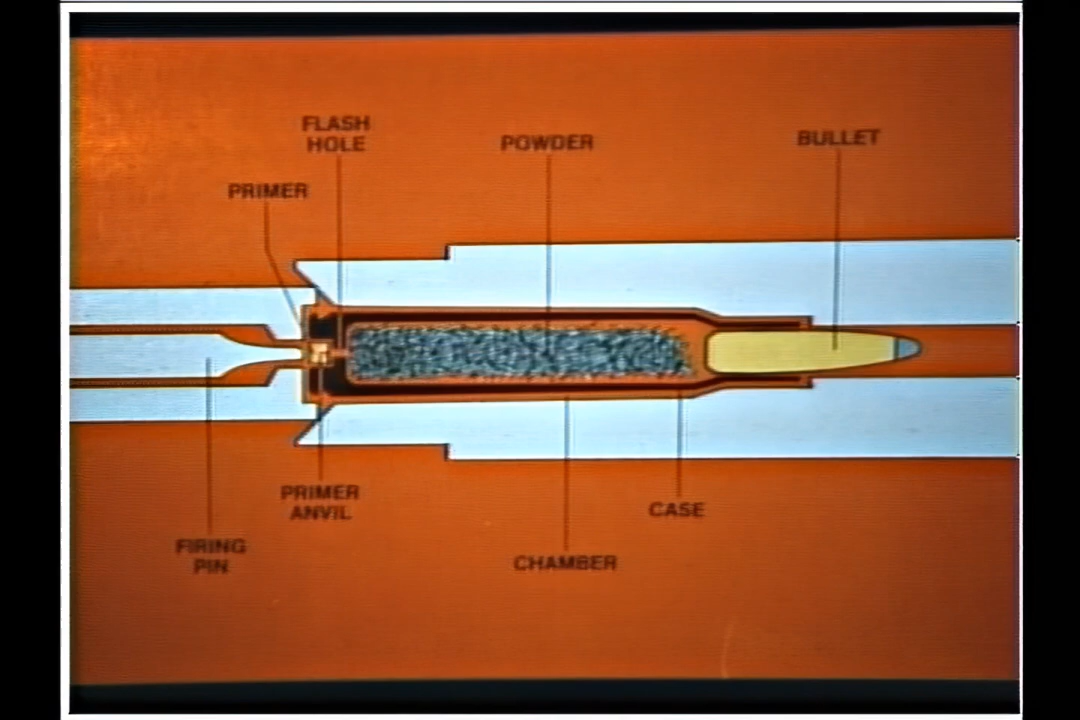 FLASH
HOLE
POWDER
BULLET
PRIMER
PRIMER
ANVIL
CASE
FIRING
PIN
CHAMBER